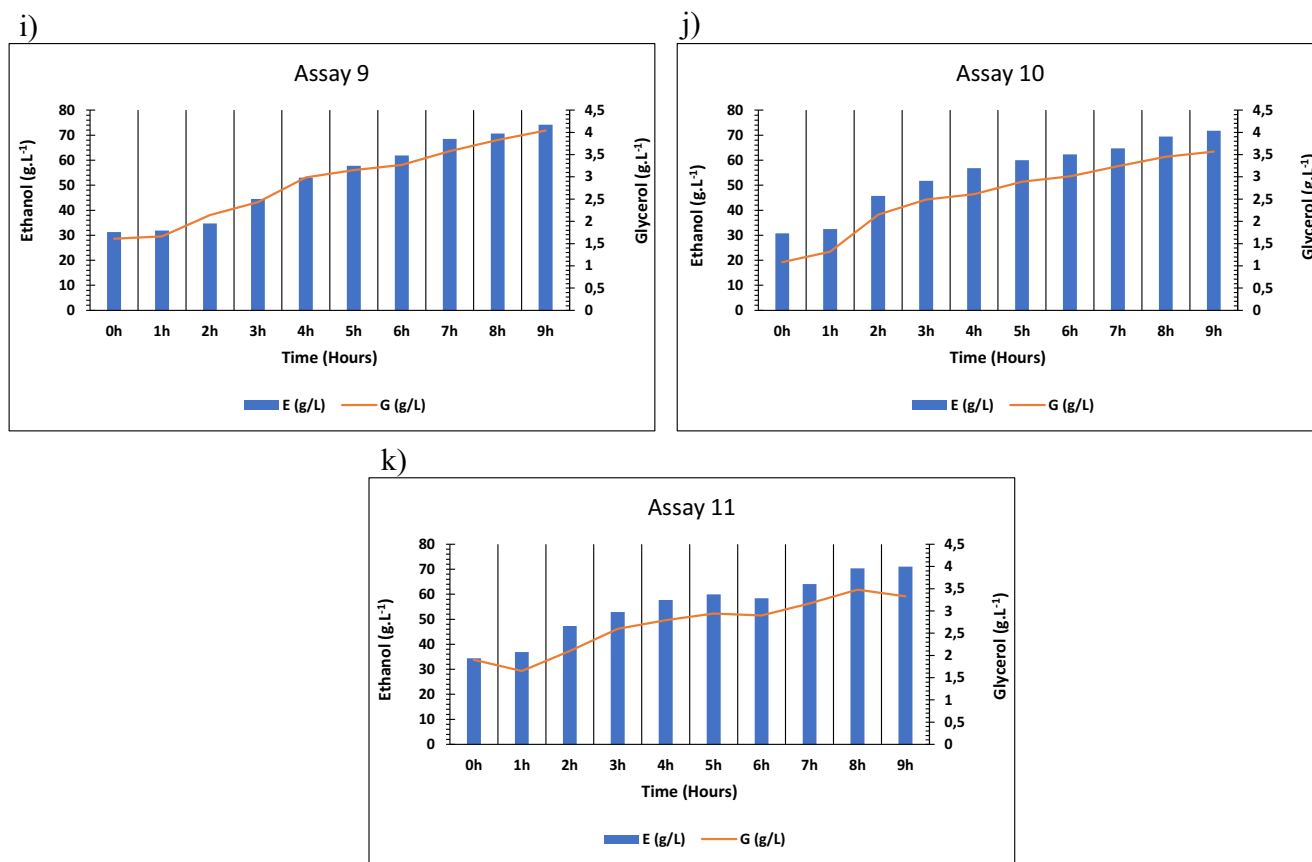 i)
Assay 9
Ethanol (g.L⁻¹)
80
70
60
50
40
30
20
10
0
4,5
4
3,5
3
2,5
2
1,5
1
0,5
0
Glycerol (g.L⁻¹)
0h 1h 2h 3h 4h 5h 6h 7h 8h 9h
Time (Hours)
E (g/L) G (g/L)
j)
Assay 10
Ethanol (g.L⁻¹)
80
70
60
50
40
30
20
10
0
4,5
4
3,5
3
2,5
2
1,5
1
0,5
0
Glycerol (g.L⁻¹)
0h 1h 2h 3h 4h 5h 6h 7h 8h 9h
Time (Hours)
E (g/L) G (g/L)
k)
Assay 11
Ethanol (g.L⁻¹)
80
70
60
50
40
30
20
10
0
4,5
4
3,5
3
2,5
2
1,5
1
0,5
0
Glycerol (g.L⁻¹)
0h 1h 2h 3h 4h 5h 6h 7h 8h 9h
Time (Hours)
E (g/L) G (g/L)